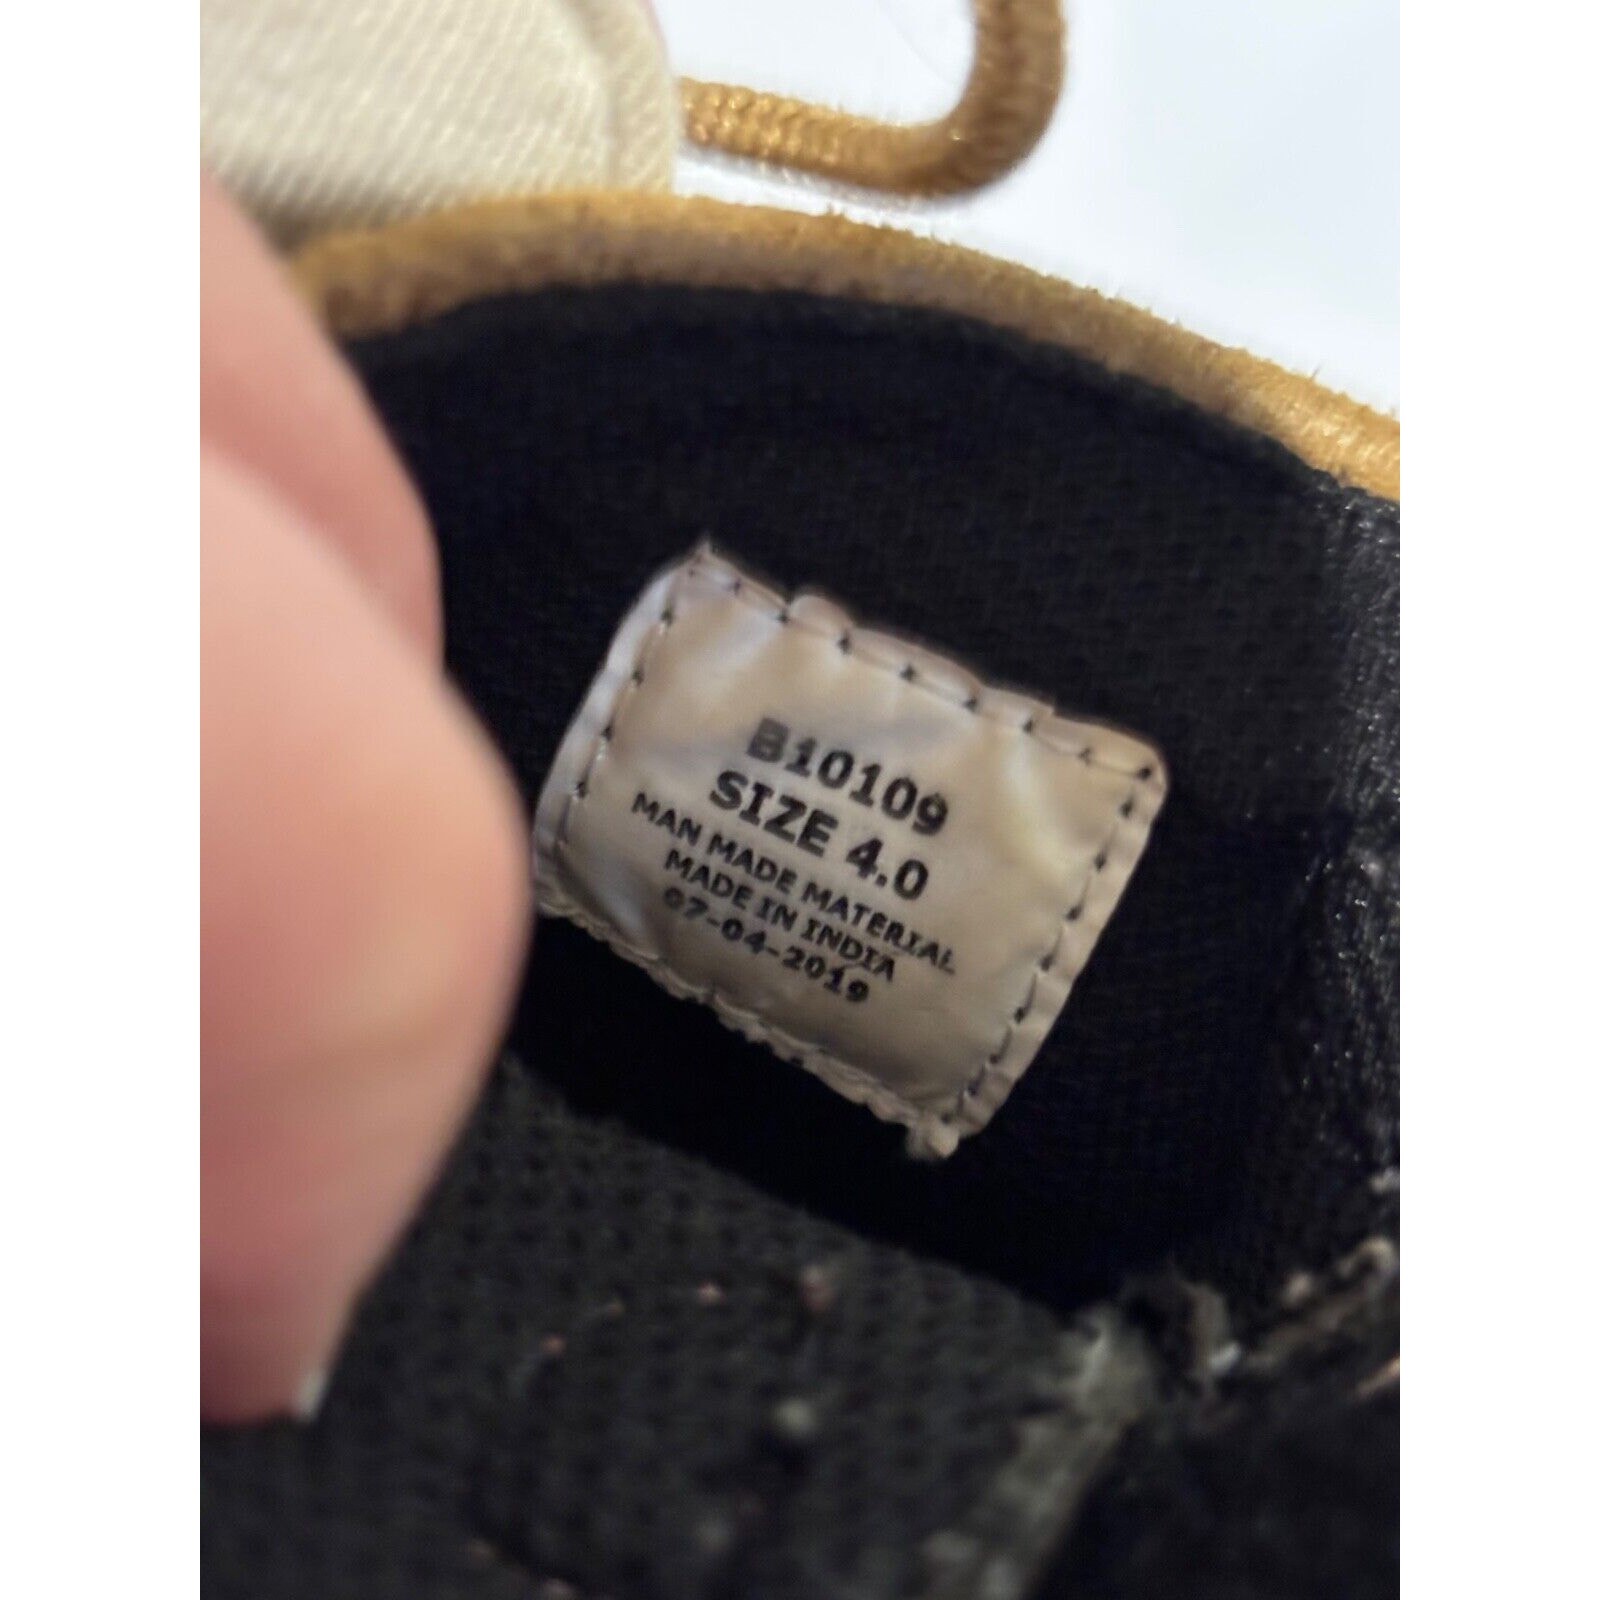 B10109
SIZE 4.0
MAN MADE MATERIAL
MADE IN INDIA
07-04-2019